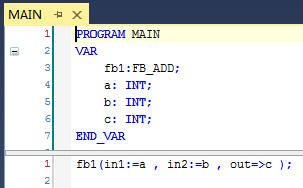 MAIN
1 PROGRAM MAIN
2 VAR
3 fb1:FB_ADD;
4 a: INT;
5 b: INT;
6 c: INT;
7 END_VAR
1 fb1(in1:=a , in2:=b , out=>c );